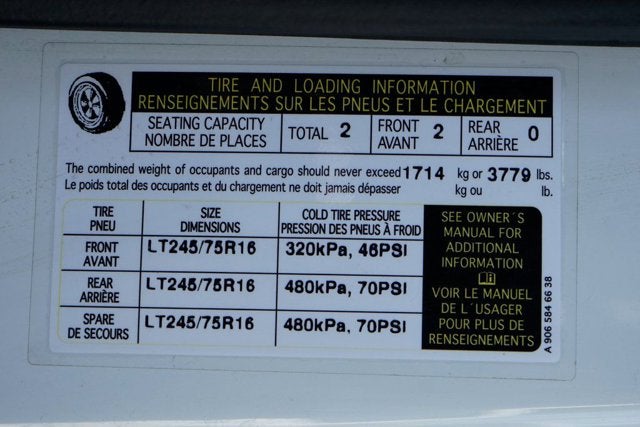 TIRE AND LOADING INFORMATION
RENSEIGNEMENTS SUR LES PNEUS ET LE CHARGEMENT
SEATING CAPACITY
NOMBRE DE PLACES
TOTAL 2
FRONT
AVANT
2
REAR
ARRIÈRE
0
The combined weight of occupants and cargo should never exceed 1714 kg or 3779 lbs.
Le poids total des occupants et du chargement ne doit jamais dépasser kg ou lb.
TIRE
PNEU
SIZE
DIMENSIONS
COLD TIRE PRESSURE
PRESSION DES PNEUS À FROID
FRONT
AVANT
LT245/75R16
320kPa, 46PSI
REAR
ARRIÈRE
LT245/75R16
480kPa, 70PSI
SPARE
DE SECOURS
LT245/75R16
480kPa, 70PSI
SEE OWNER´S
MANUAL FOR
ADDITIONAL
INFORMATION
VOIR LE MANUEL
DE L´USAGER
POUR PLUS DE
RENSEIGNEMENTS
A 906 584 66 38